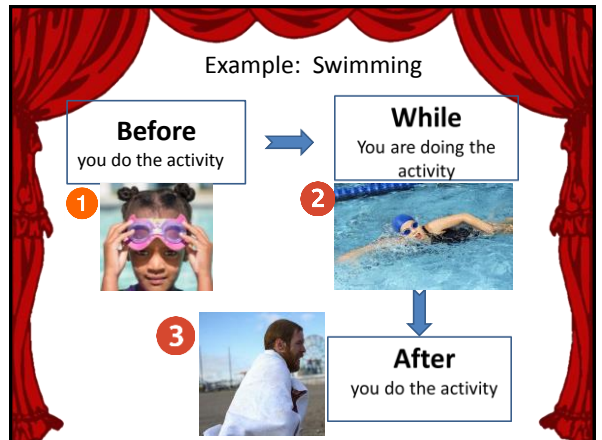 Example: Swimming
Before
you do the activity
While
You are doing the
activity
1
2
3
After
you do the activity